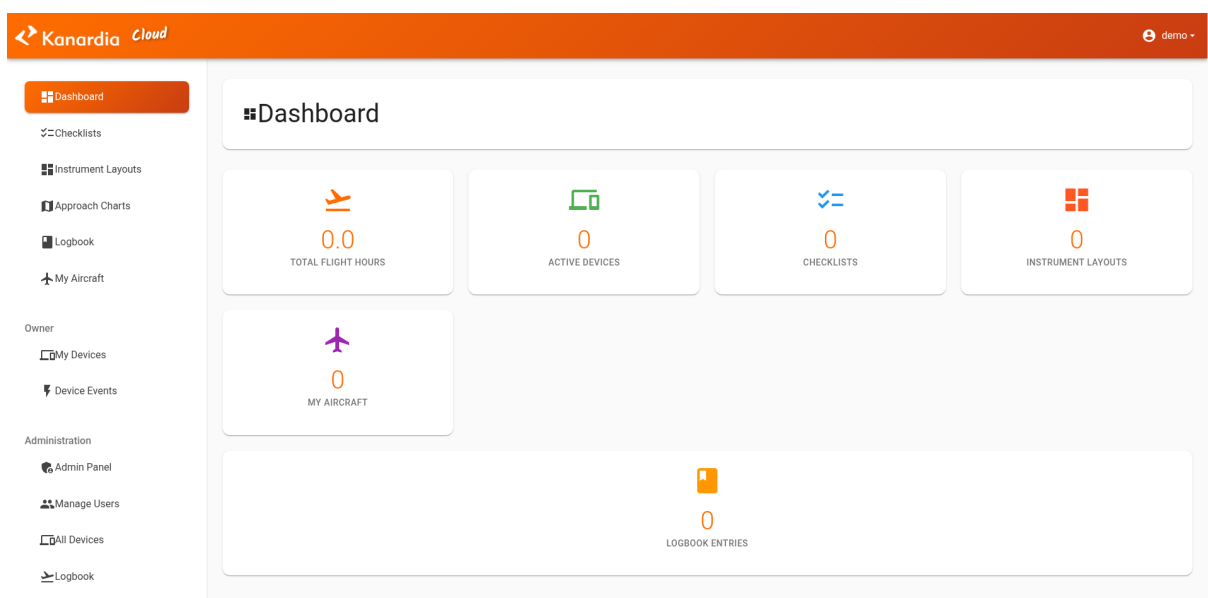 Kanardia Cloud
demo
Dashboard
Checklists
Instrument Layouts
Approach Charts
Logbook
My Aircraft
Owner
My Devices
Device Events
Administration
Admin Panel
Manage Users
All Devices
Logbook
Dashboard
0.0
TOTAL FLIGHT HOURS
0
ACTIVE DEVICES
0
CHECKLISTS
0
INSTRUMENT LAYOUTS
0
MY AIRCRAFT
0
LOGBOOK ENTRIES